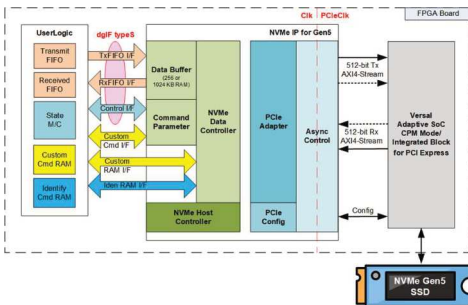 FPGA Board
Clk
PCIeClk
UserLogic
dgIF typeS
NVMe IP for Gen5
Transmit
FIFO
TxFIFO I/F
Received
FIFO
RxFIFO I/F
State
M/C
Control I/F
Custom
Cmd RAM
Custom
Cmd I/F
Custom
RAM I/F
Identify
Cmd RAM
Iden RAM I/F
Data Buffer
(256 or
1024 KB RAM)
Command
Parameter
NVMe
Data
Controller
NVMe Host
Controller
PCIe
Adapter
PCIe
Config
Async
Control
512-bit Tx
AXI4-Stream
512-bit Rx
AXI4-Stream
Config
Versal
Adaptive SoC
CPM Mode/
Integrated Block
for PCI Express
NVMe Gen5
SSD